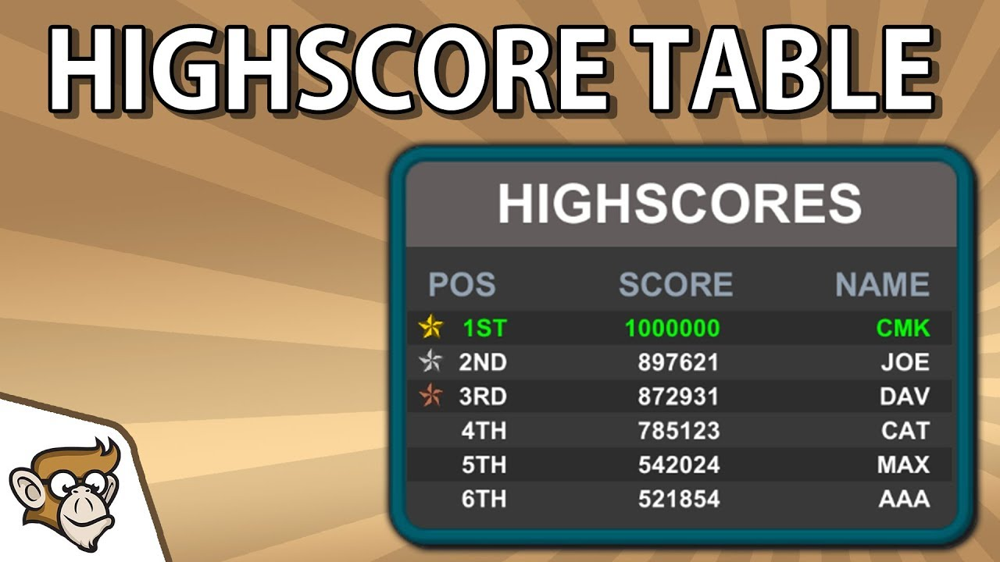 HIGHSCORE TABLE
HIGHSCORES
POS SCORE NAME
1ST 1000000 CMK
2ND 897621 JOE
3RD 872931 DAV
4TH 785123 CAT
5TH 542024 MAX
6TH 521854 AAA